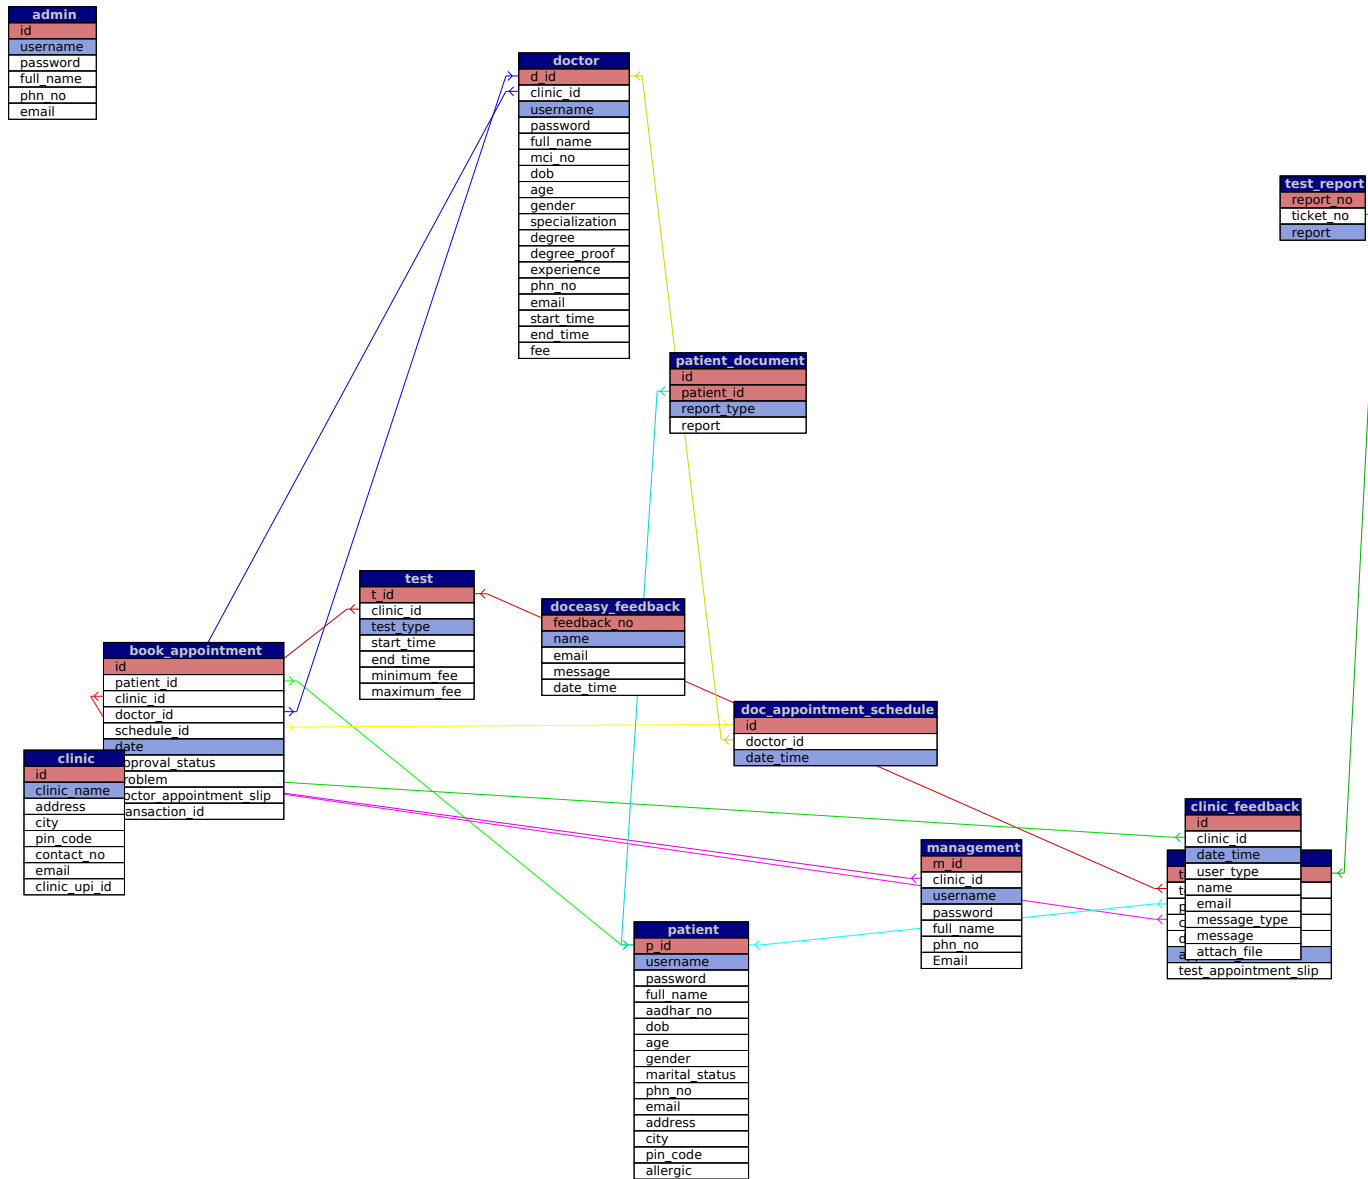 admin
id
username
password
full_name
phn_no
email
doctor
d_id
clinic_id
username
password
full_name
mci_no
dob
age
gender
specialization
degree
degree_proof
experience
phn_no
email
start_time
end_time
fee
test_report
report_no
ticket_no
report
patient_document
id
patient_id
report_type
report
test
t_id
clinic_id
test_type
start_time
end_time
minimum_fee
maximum_fee
doceasy_feedback
feedback_no
name
email
message
date_time
book_appointment
id
patient_id
clinic_id
doctor_id
schedule_id
date
clinic
id
clinic_name
address
city
pin_code
contact_no
email
clinic_upi_id
doc_appointment_schedule
id
doctor_id
date_time
clinic_feedback
id
clinic_id
date_time
user_type
name
email
message_type
message
attach_file
test_appointment_slip
management
m_id
clinic_id
username
password
full_name
phn_no
Email
patient
p_id
username
password
full_name
aadhar_no
dob
age
gender
marital_status
phn_no
email
address
city
pin_code
allergic